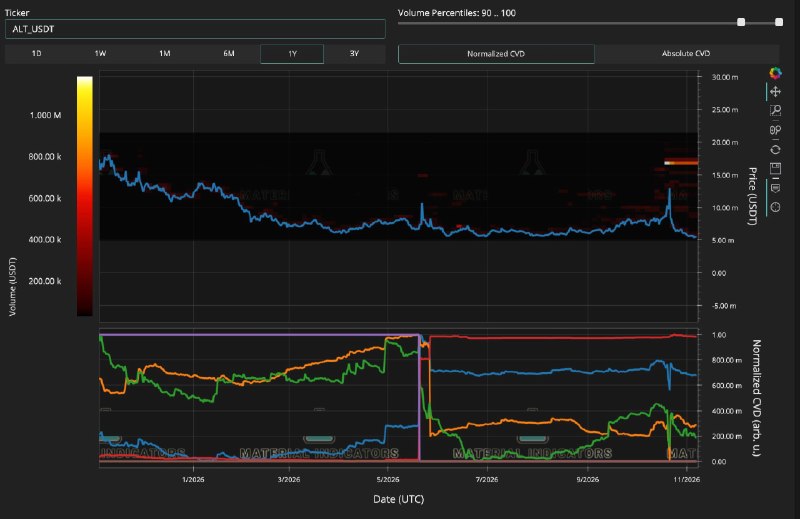 Ticker
ALT_USDT
Volume Percentiles: 90 .. 100
1D 1W 1M 6M 1Y 3Y
Normalized CVD Absolute CVD
1.000 m
800.00 k
600.00 k
400.00 k
200.00 k
Volume (USDT)
30.00 m
25.00 m
20.00 m
15.00 m
10.00 m
5.00 m
0.00
-5.00 m
Price (USDT)
1.00
800.00 m
600.00 m
400.00 m
200.00 m
0.00
Normalized CVD (arb. u.)
INDICATORS MATERIAL INDICATORS MATERIAL INDICATORS MAT
1/2026 3/2026 5/2026 7/2026 9/2026 11/2026
Date (UTC)